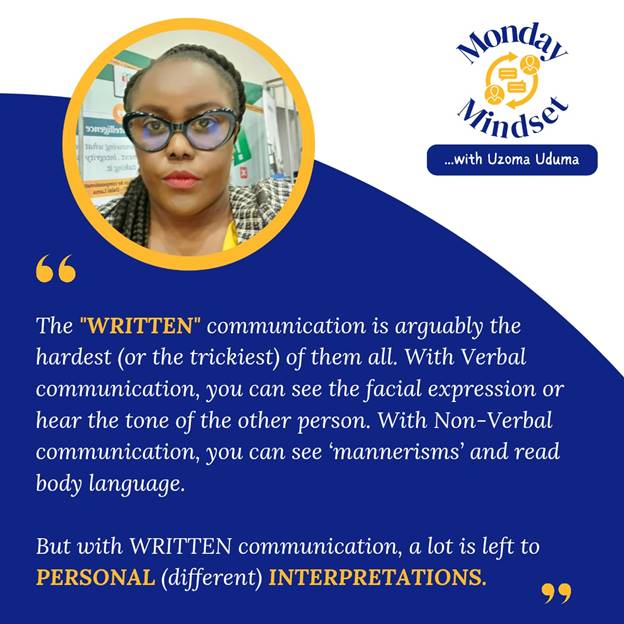 Monday
Mindset
...with Uzoma Uduma
“
The "WRITTEN" communication is arguably the
hardest (or the trickiest) of them all. With Verbal
communication, you can see the facial expression or
hear the tone of the other person. With Non-Verbal
communication, you can see ‘mannerisms’ and read
body language.
But with WRITTEN communication, a lot is left to
PERSONAL (different) INTERPRETATIONS.
”